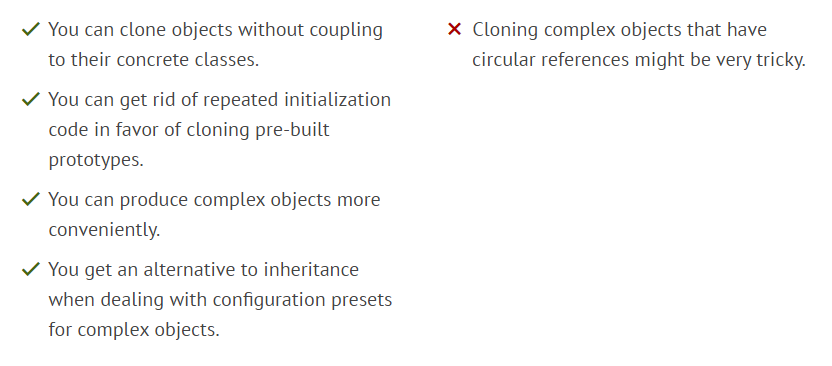 You can clone objects without coupling
to their concrete classes.
You can get rid of repeated initialization
code in favor of cloning pre-built
prototypes.
You can produce complex objects more
conveniently.
You get an alternative to inheritance
when dealing with configuration presets
for complex objects.
Cloning complex objects that have
circular references might be very tricky.